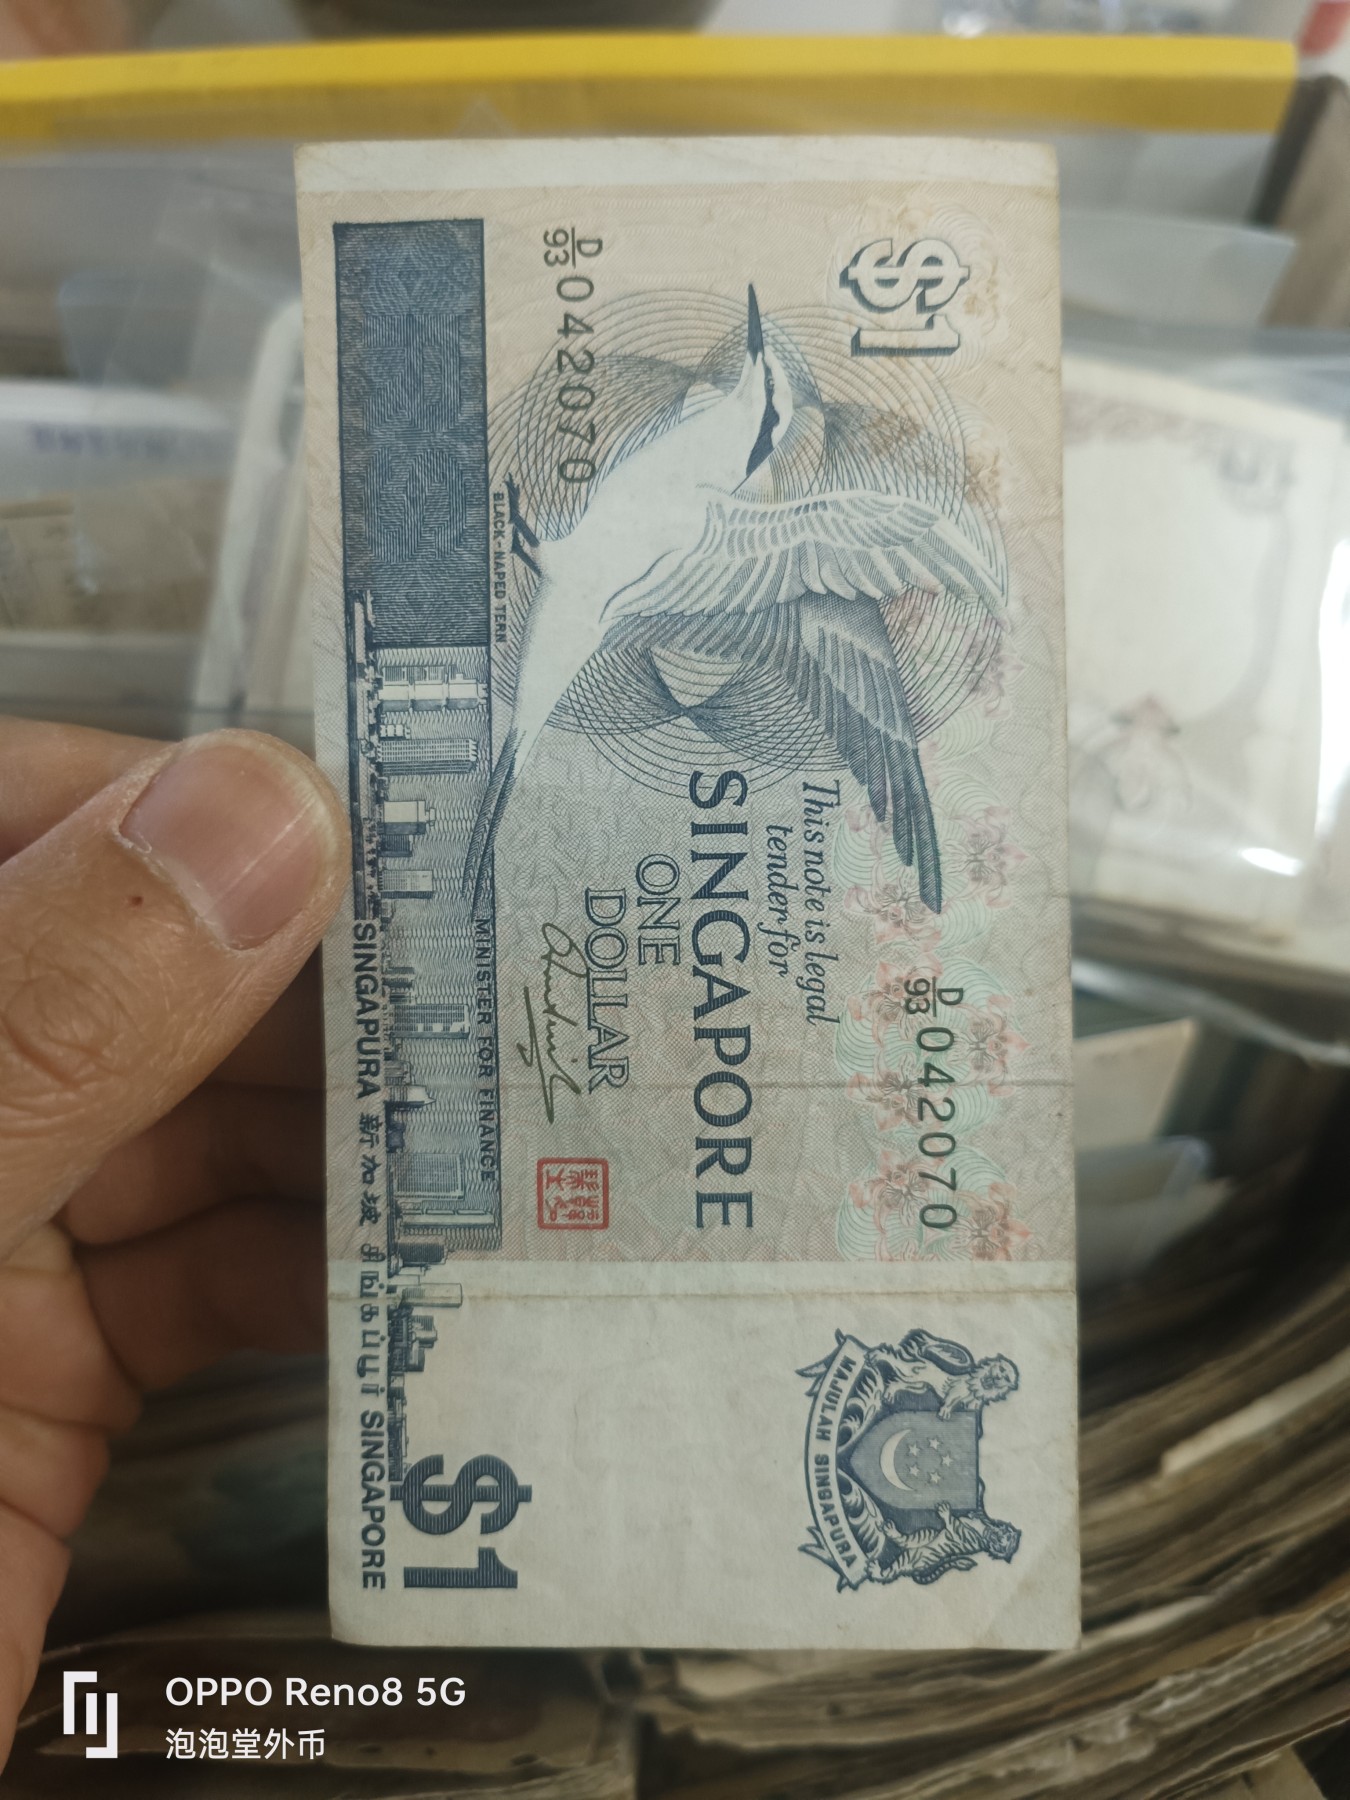 $1
D/93 042070
BLACK-NAPED TERN
This note is legal
tender for
SINGAPORE
ONE
DOLLAR
D/93 042070
MINISTER FOR FINANCE
MAJULAH SINGAPURA
$1
SINGAPURA 新加坡 சிங்கப்பூர் SINGAPORE
OPPO Reno8 5G
泡泡堂外币